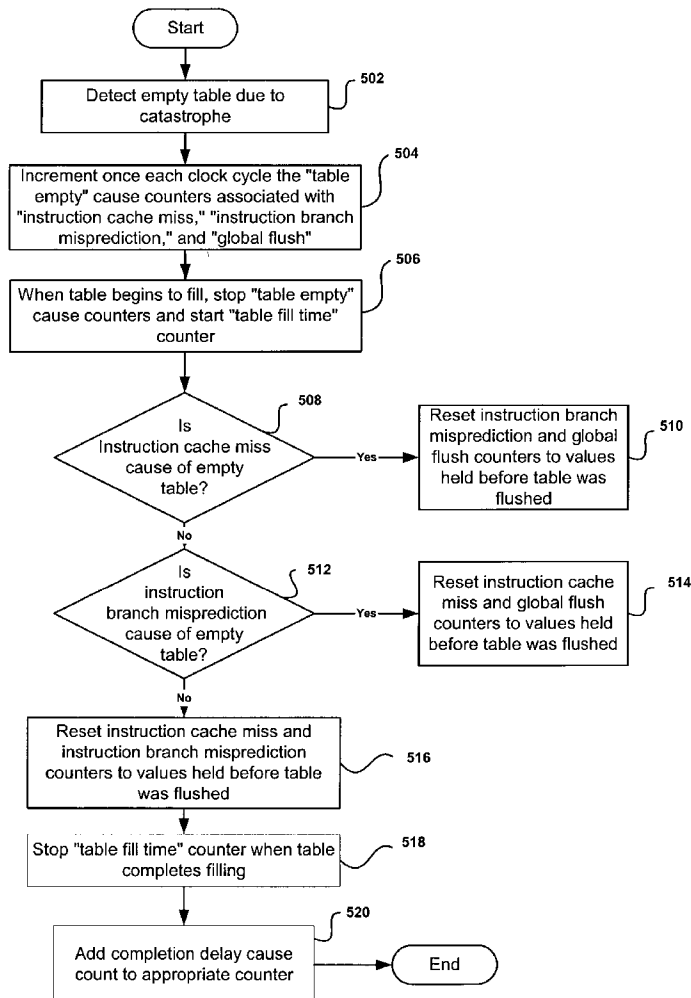 Start
Detect empty table due to
catastrophe
502
Increment once each clock cycle the "table
empty" cause counters associated with
"instruction cache miss," "instruction branch
misprediction," and "global flush"
504
When table begins to fill, stop "table empty"
cause counters and start "table fill time"
counter
506
Is
Instruction cache miss
cause of empty
table?
508
Yes
Reset instruction branch
misprediction and global
flush counters to values
held before table was
flushed
510
No
Is
instruction
branch misprediction
cause of empty
table?
512
Yes
Reset instruction cache
miss and global flush
counters to values held
before table was flushed
514
No
Reset instruction cache miss and
instruction branch misprediction
counters to values held before table
was flushed
516
Stop "table fill time" counter when table
completes filling
518
Add completion delay cause
count to appropriate counter
520
End